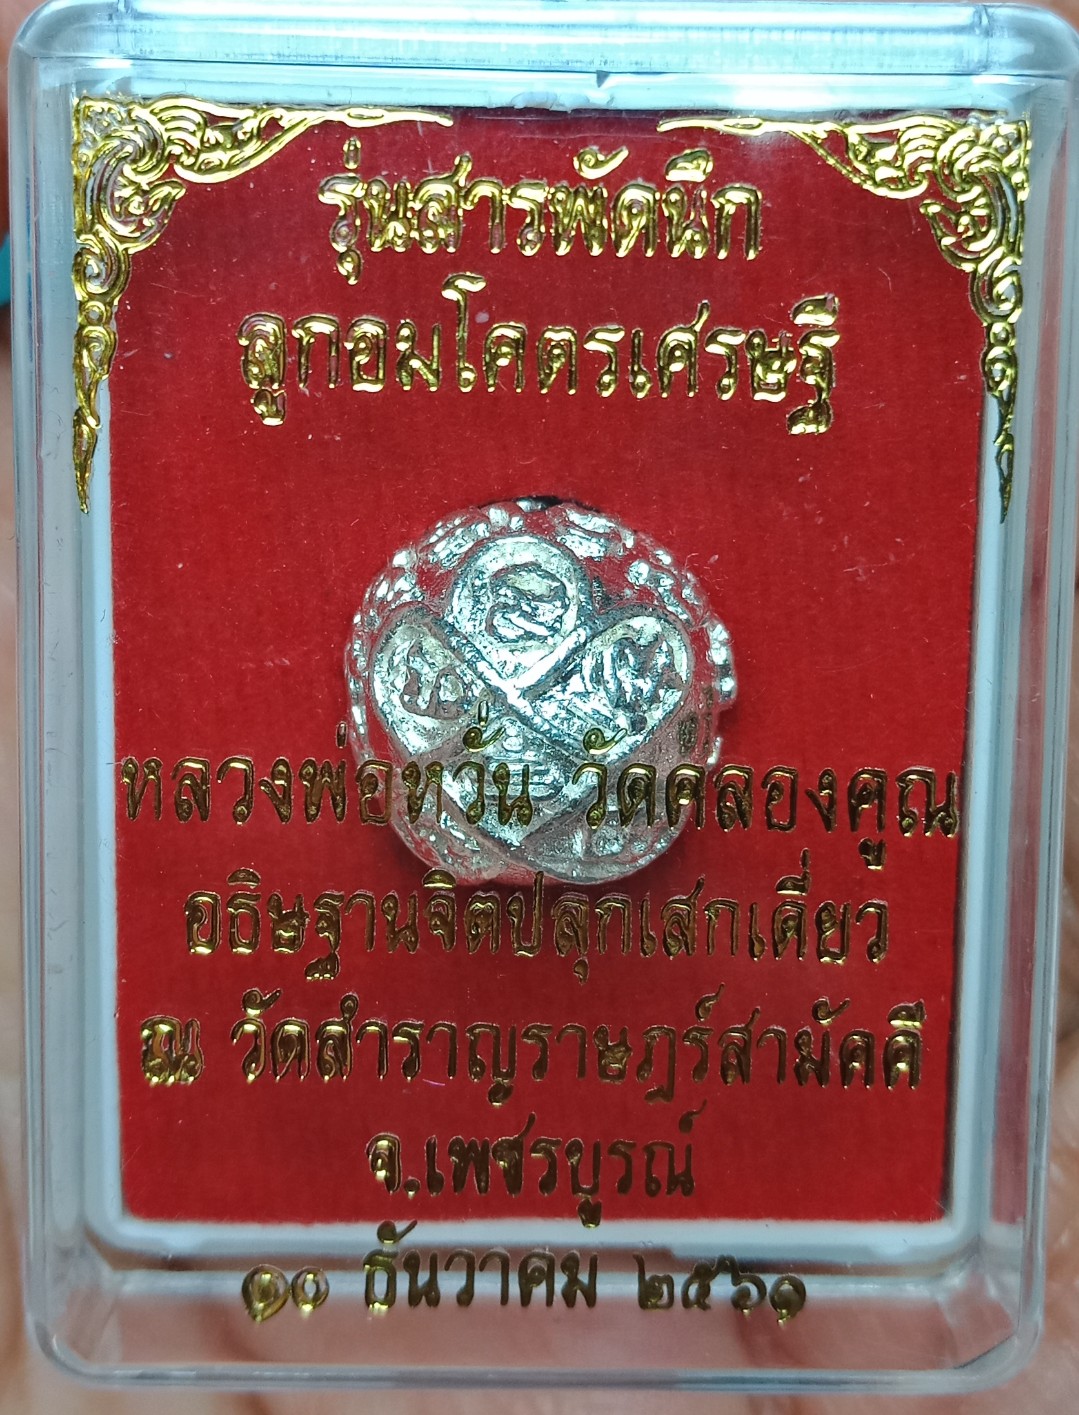 รุ่นสารพัดนึก
ลูกอมโคตรเศรษฐี
หลวงพ่อหวั่น วัดคลองคูณ
อธิษฐานจิตปลุกเสกเดี่ยว
ณ วัดสำราญราษฎร์สามัคคี
จ.เพชรบูรณ์
๑๐ ธันวาคม ๒๕๖๑